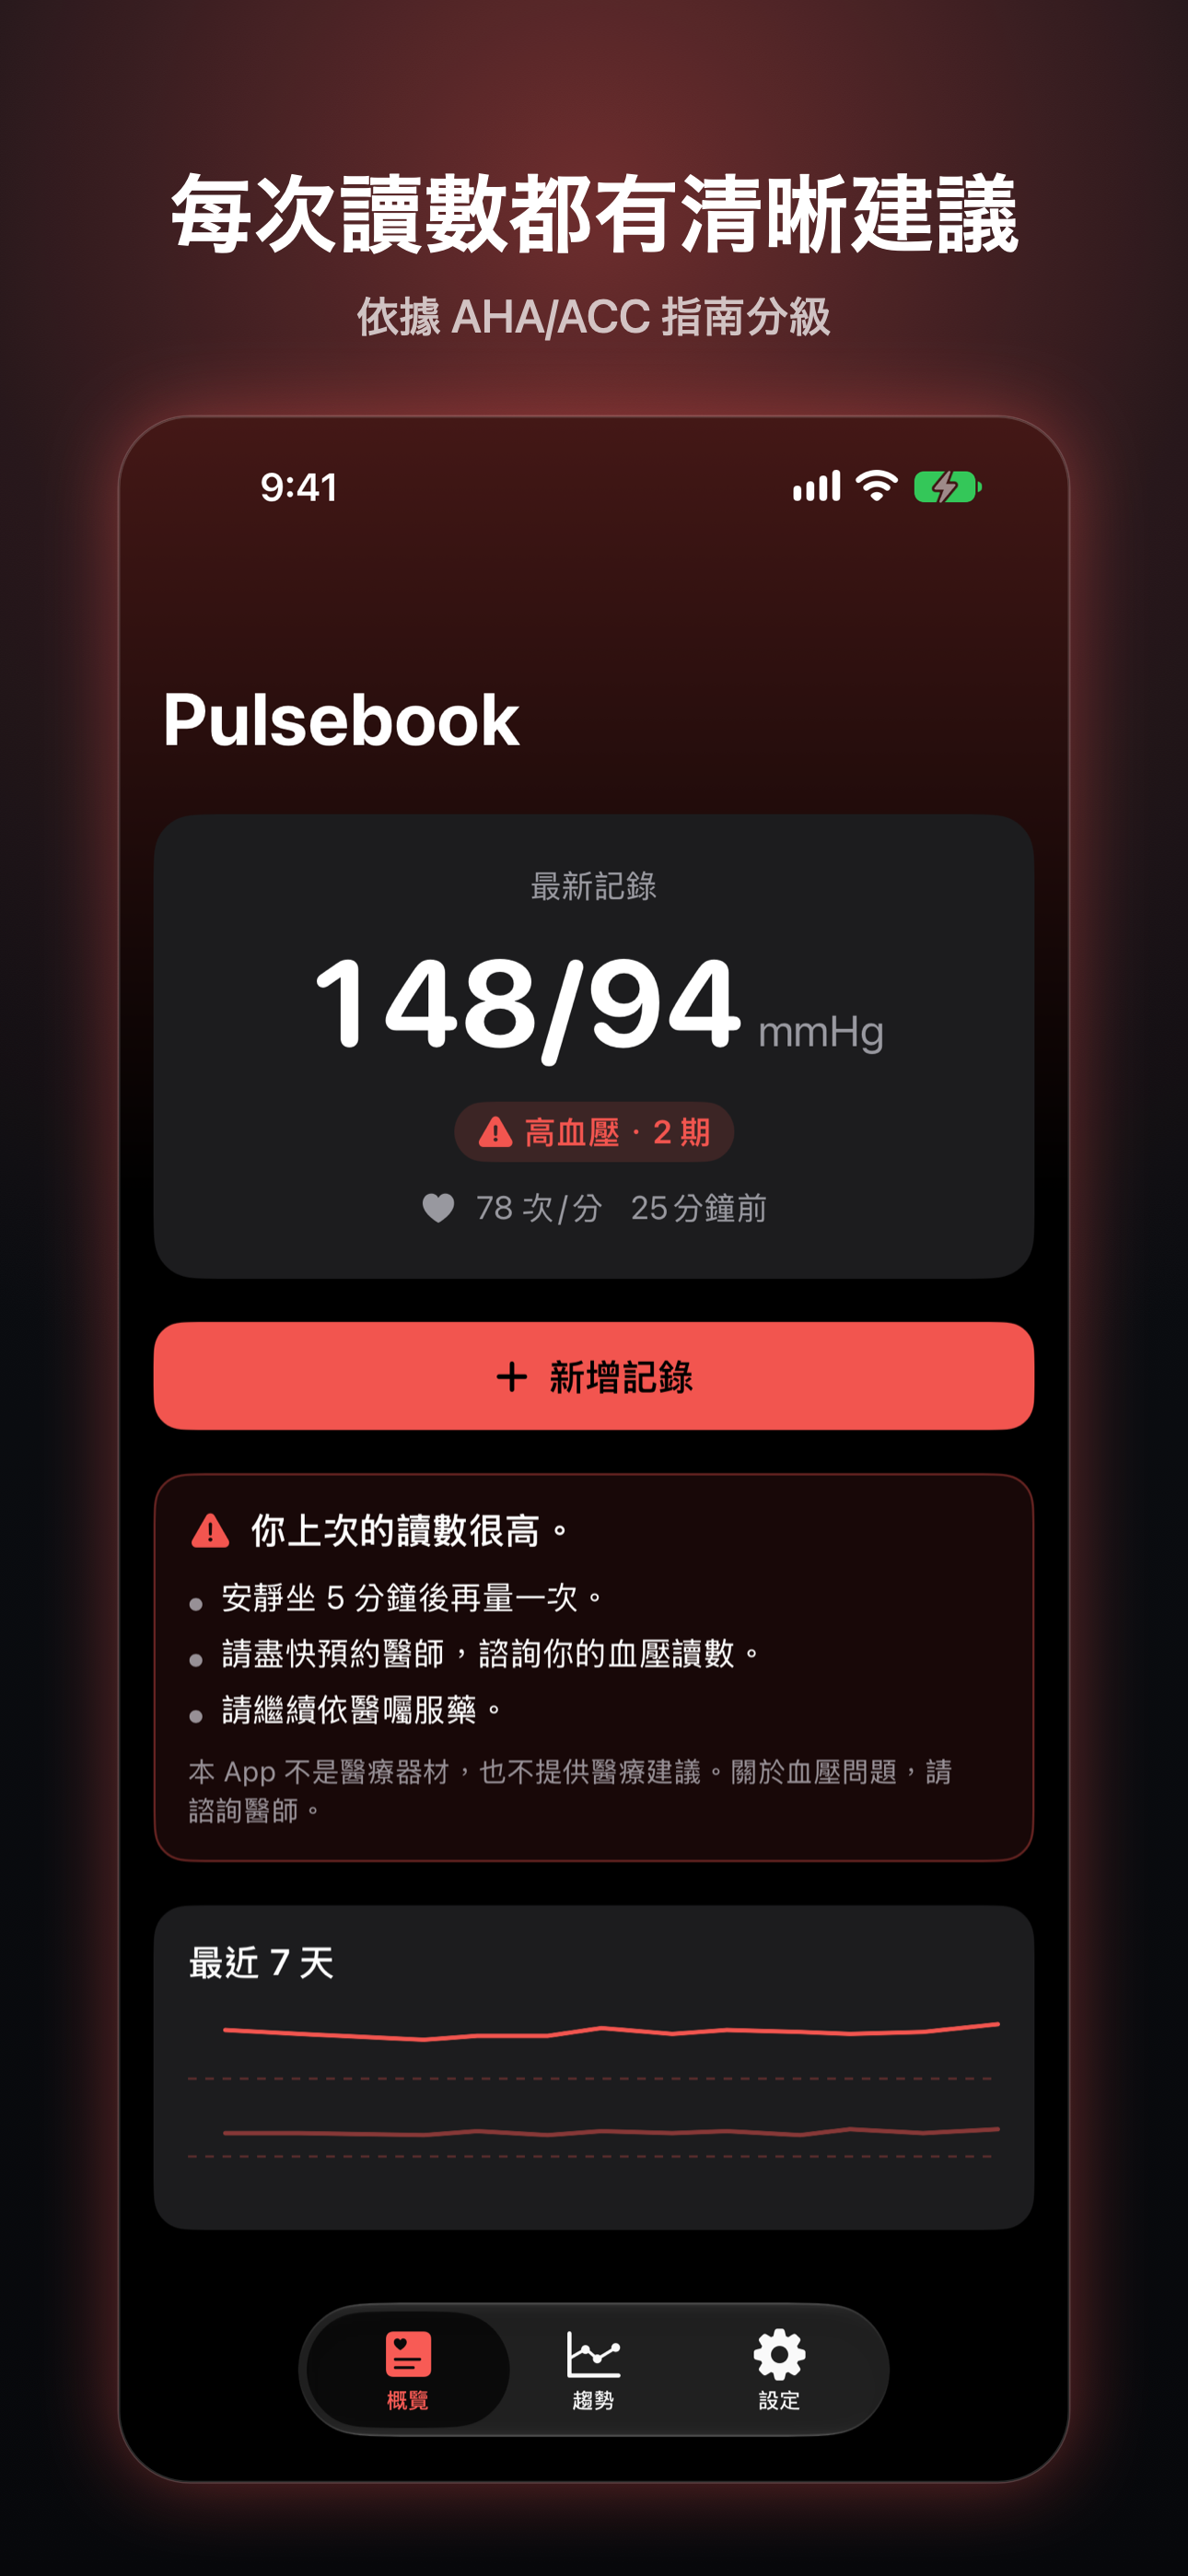 每次讀數都有清晰建議
依據 AHA/ACC 指南分級
9:41
Pulsebook
最新記錄
148/94 mmHg
高血壓 · 2 期
78 次/分 25 分鐘前
+ 新增記錄
你上次的讀數很高。
• 安靜坐 5 分鐘後再量一次。
• 請盡快預約醫師，諮詢你的血壓讀數。
• 請繼續依醫囑服藥。
本 App 不是醫療器材，也不提供醫療建議。關於血壓問題，請
諮詢醫師。
最近 7 天
概覽 趨勢 設定